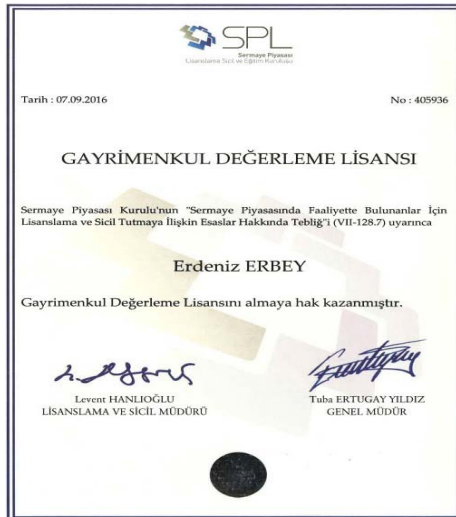 SPL
Sermaye Piyasası
Lisanslama Sicil ve Eğitim Kuruluşu
Tarih : 07.09.2016
No : 405936
GAYRİMENKUL DEĞERLEME LİSANSI
Sermaye Piyasası Kurulu'nun "Sermaye Piyasasında Faaliyette Bulunanlar İçin
Lisanslama ve Sicil Tutmaya İlişkin Esaslar Hakkında Tebliğ"i (VII-128.7) uyarınca
Erdeniz ERBEY
Gayrimenkul Değerleme Lisansını almaya hak kazanmıştır.
Levent HANLIOĞLU
LİSANSLAMA VE SİCİL MÜDÜRÜ
Tuba ERTUGAY YILDIZ
GENEL MÜDÜR